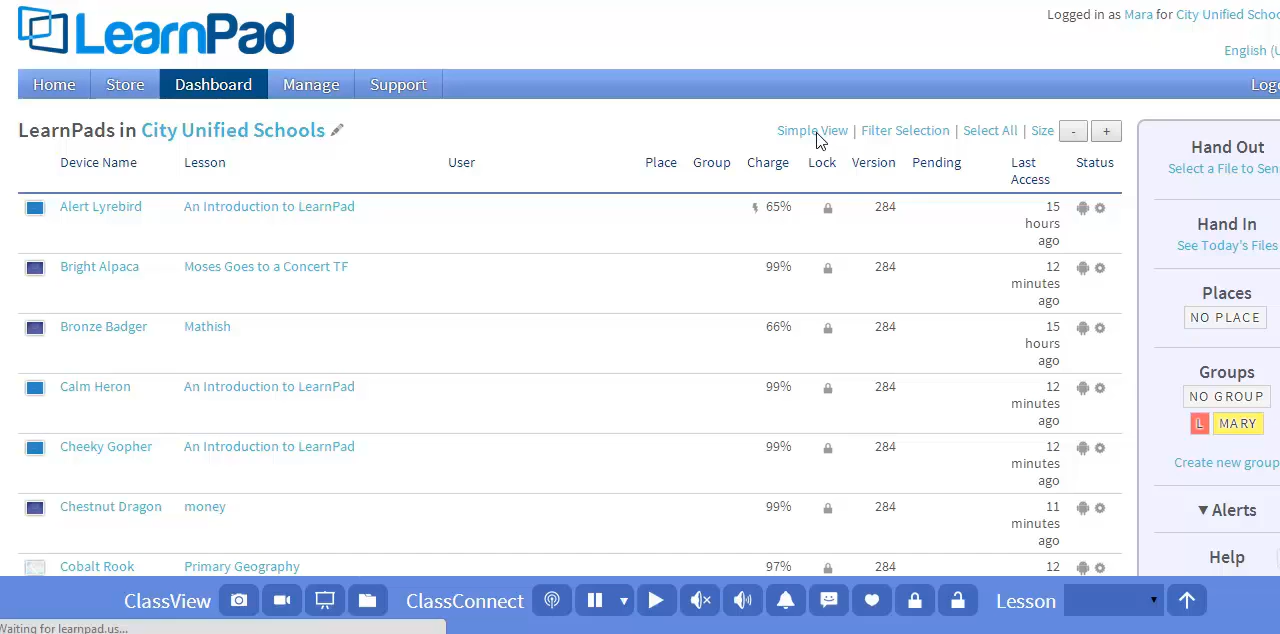 LearnPad
Logged in as Mara for City Unified Schoo
English (U
Home Store Dashboard Manage Support Logo
LearnPads in City Unified Schools
Simple View | Filter Selection | Select All | Size - +
Device Name Lesson User Place Group Charge Lock Version Pending Last Access Status
Alert Lyrebird An Introduction to LearnPad 65% 284 15 hours ago
Bright Alpaca Moses Goes to a Concert TF 99% 284 12 minutes ago
Bronze Badger Mathish 66% 284 15 hours ago
Calm Heron An Introduction to LearnPad 99% 284 12 minutes ago
Cheeky Gopher An Introduction to LearnPad 99% 284 12 minutes ago
Chestnut Dragon money 99% 284 11 minutes ago
Cobalt Rook Primary Geography 97% 284 12
Hand Out
Select a File to Sen
Hand In
See Today's Files
Places
NO PLACE
Groups
NO GROUP
L MARY
Create new group
▼ Alerts
Help
ClassView ClassConnect Lesson
Waiting for learnpad.us...